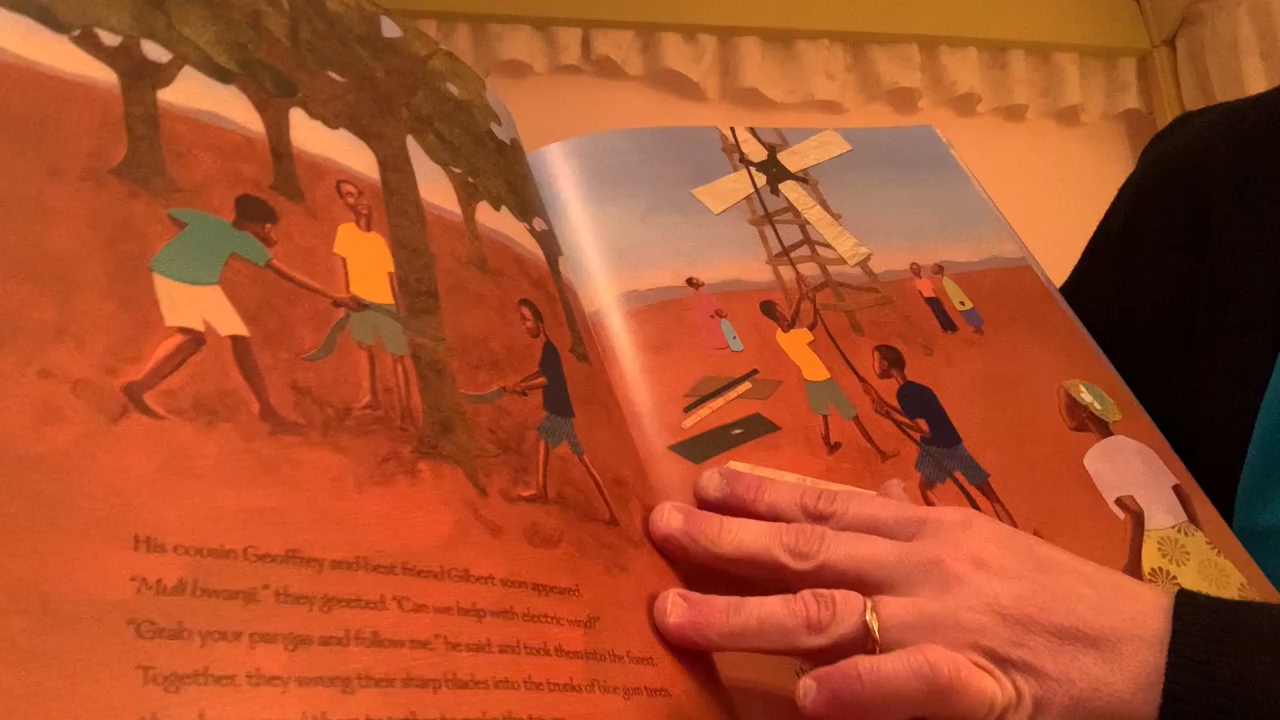 His cousin Geoffrey and best friend Gilbert soon appeared.
"Muli bwanji," they greeted. "Can we help with electric wind?"
"Grab your pangas and follow me," he said, and took them into the forest.
Together, they swung their sharp blades into the trunks of blue gum trees,